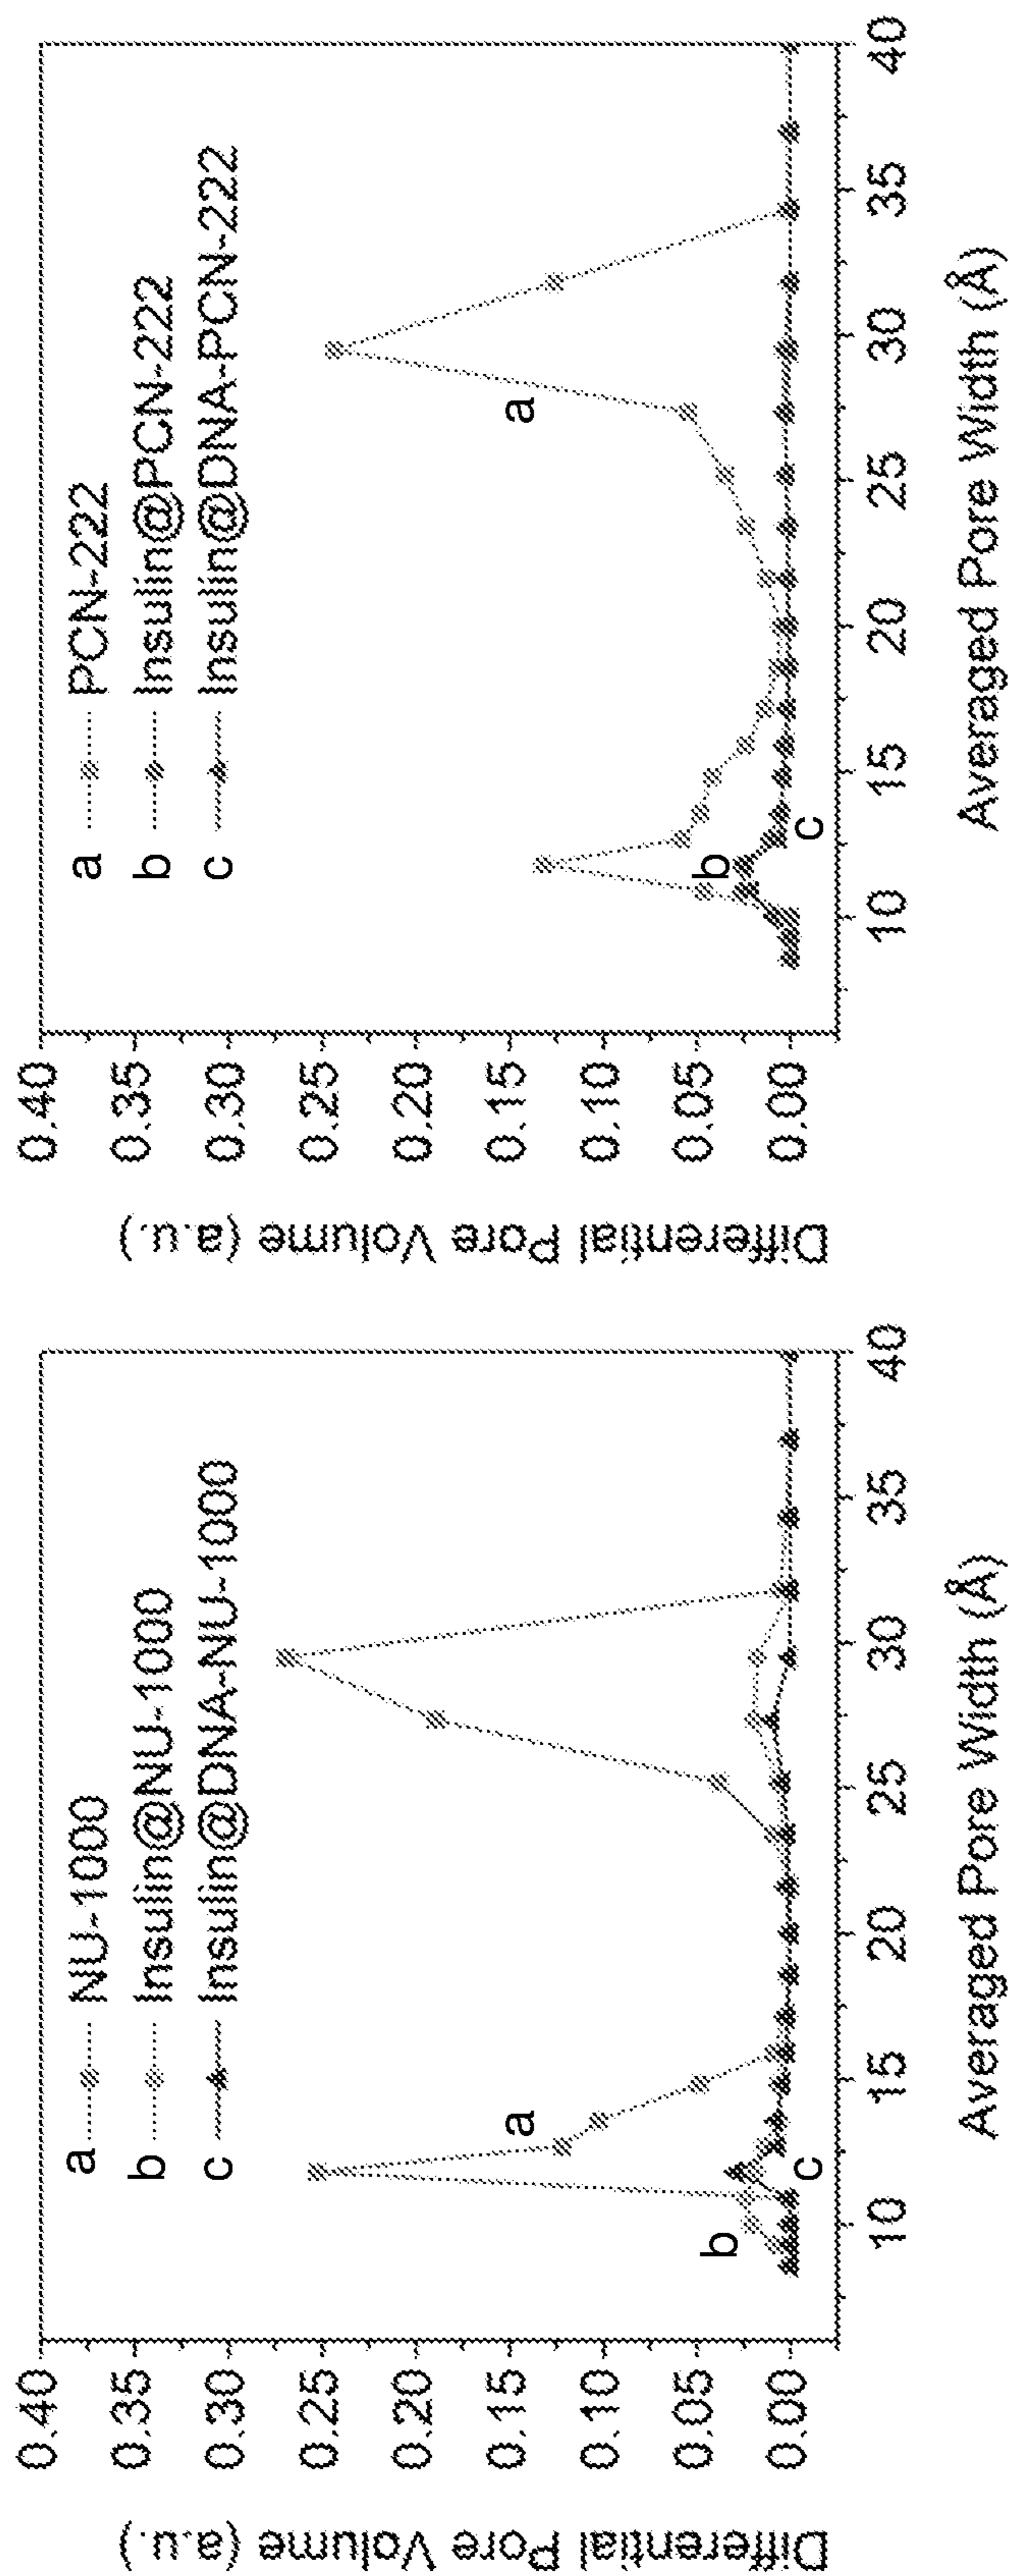 Differential Pore Volume (a.u.)
0.40
0.35
0.30
0.25
0.20
0.15
0.10
0.05
0.00
a NU-1000
b Insulin@NU-1000
c Insulin@DNA-NU-1000
a
b
c
10 15 20 25 30 35 40
Averaged Pore Width (Å)
Differential Pore Volume (a.u.)
0.40
0.35
0.30
0.25
0.20
0.15
0.10
0.05
0.00
a PCN-222
b Insulin@PCN-222
c Insulin@DNA-PCN-222
a
b
c
10 15 20 25 30 35 40
Averaged Pore Width (Å)